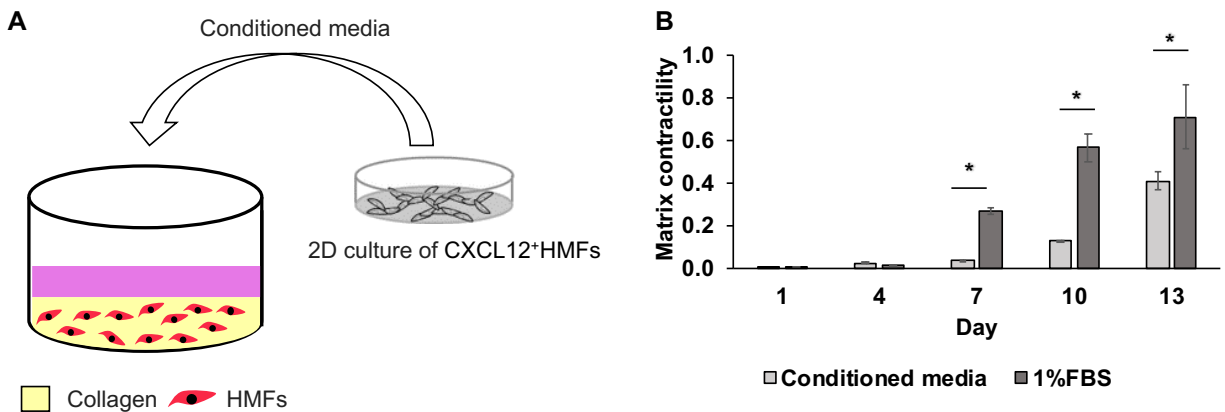 A
Conditioned media
2D culture of CXCL12⁺HMFs
Collagen HMFs
B
Matrix contractility
1.0
0.8
0.6
0.4
0.2
0.0
* * * *
1 4 7 10 13
Day
Conditioned media 1%FBS